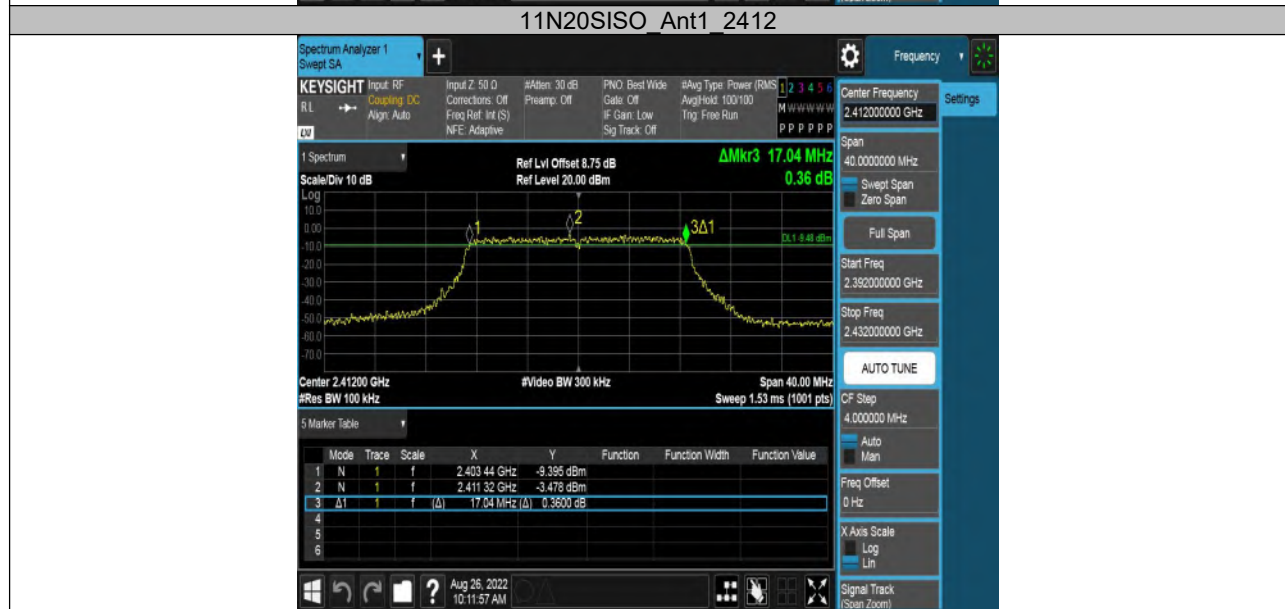 (Span Zoom)
11N20SISO_Ant1_2412
Spectrum Analyzer 1
Swept SA
+
Frequency
KEYSIGHT
RL
Input: RF
Coupling: DC
Align: Auto
Input Z: 50 Ω
Corrections: Off
Freq Ref: Int (S)
NFE: Adaptive
#Atten: 30 dB
Preamp: Off
PNO: Best Wide
Gate: Off
IF Gain: Low
Sig Track: Off
#Avg Type: Power (RMS
Avg|Hold: 100/100
Trig: Free Run
1 2 3 4 5 6
M W W W W W
P P P P P P
Center Frequency
2.412000000 GHz
Settings
1 Spectrum
Scale/Div 10 dB
Ref Lvl Offset 8.75 dB
Ref Level 20.00 dBm
ΔMkr3 17.04 MHz
0.36 dB
Log
10.0
0.00
-10.0
-20.0
-30.0
-40.0
-50.0
-60.0
-70.0
1
2
3Δ1
DL1 -9.48 dBm
Center 2.41200 GHz
#Res BW 100 kHz
#Video BW 300 kHz
Span 40.00 MHz
Sweep 1.53 ms (1001 pts)
Span
40.0000000 MHz
Swept Span
Zero Span
Full Span
Start Freq
2.392000000 GHz
Stop Freq
2.432000000 GHz
AUTO TUNE
CF Step
4.000000 MHz
Auto
Man
Freq Offset
0 Hz
X Axis Scale
Log
Lin
Signal Track
(Span Zoom)
5 Marker Table
Mode Trace Scale X Y Function Function Width Function Value
1 N 1 f 2.403 44 GHz -9.395 dBm
2 N 1 f 2.411 32 GHz -3.478 dBm
3 Δ1 1 f (Δ) 17.04 MHz (Δ) 0.3600 dB
4
5
6
?
Aug 26, 2022
10:11:57 AM